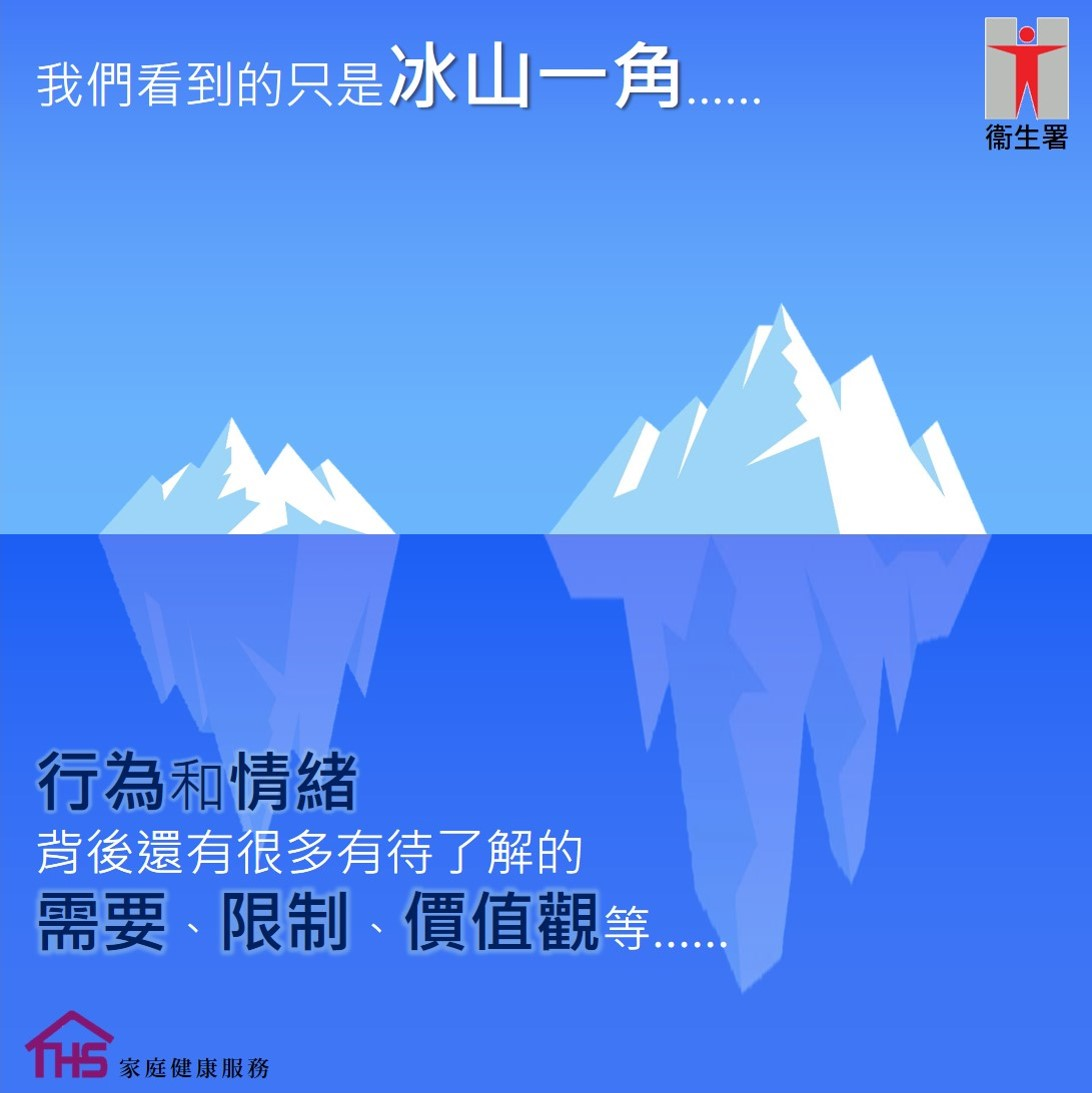 我們看到的只是冰山一角......
衞生署
行為和情緒
背後還有很多有待了解的
需要、限制、價值觀等......
FHS 家庭健康服務